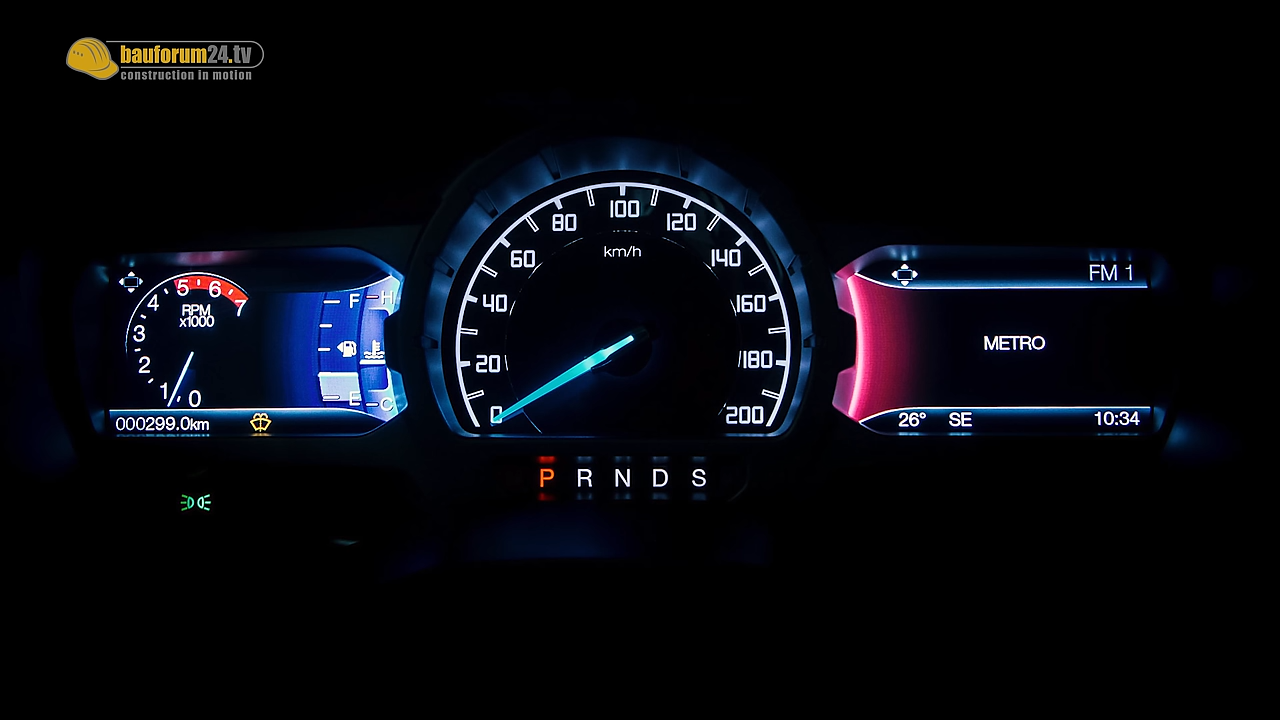 bauforum24.tv
construction in motion
5 6
4 7
RPM
x1000
3
2
1 0
F H
E C
000299.0km
100
80 120
km/h
60 140
40 160
20 180
0 200
P R N D S
FM 1
METRO
26° SE 10:34